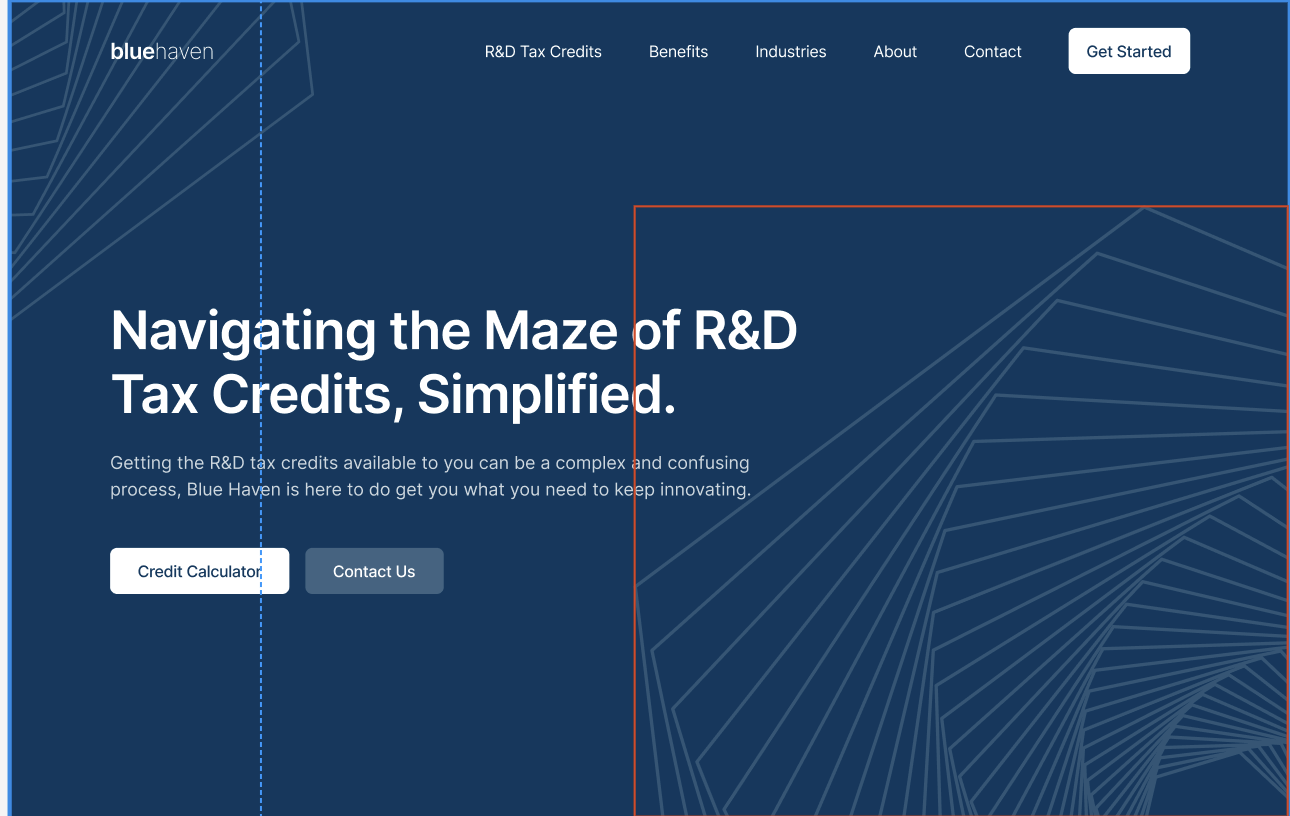 bluehaven
R&D Tax Credits
Benefits
Industries
About
Contact
Get Started
Navigating the Maze of R&D
Tax Credits, Simplified.
Getting the R&D tax credits available to you can be a complex and confusing
process, Blue Haven is here to do get you what you need to keep innovating.
Credit Calculator
Contact Us